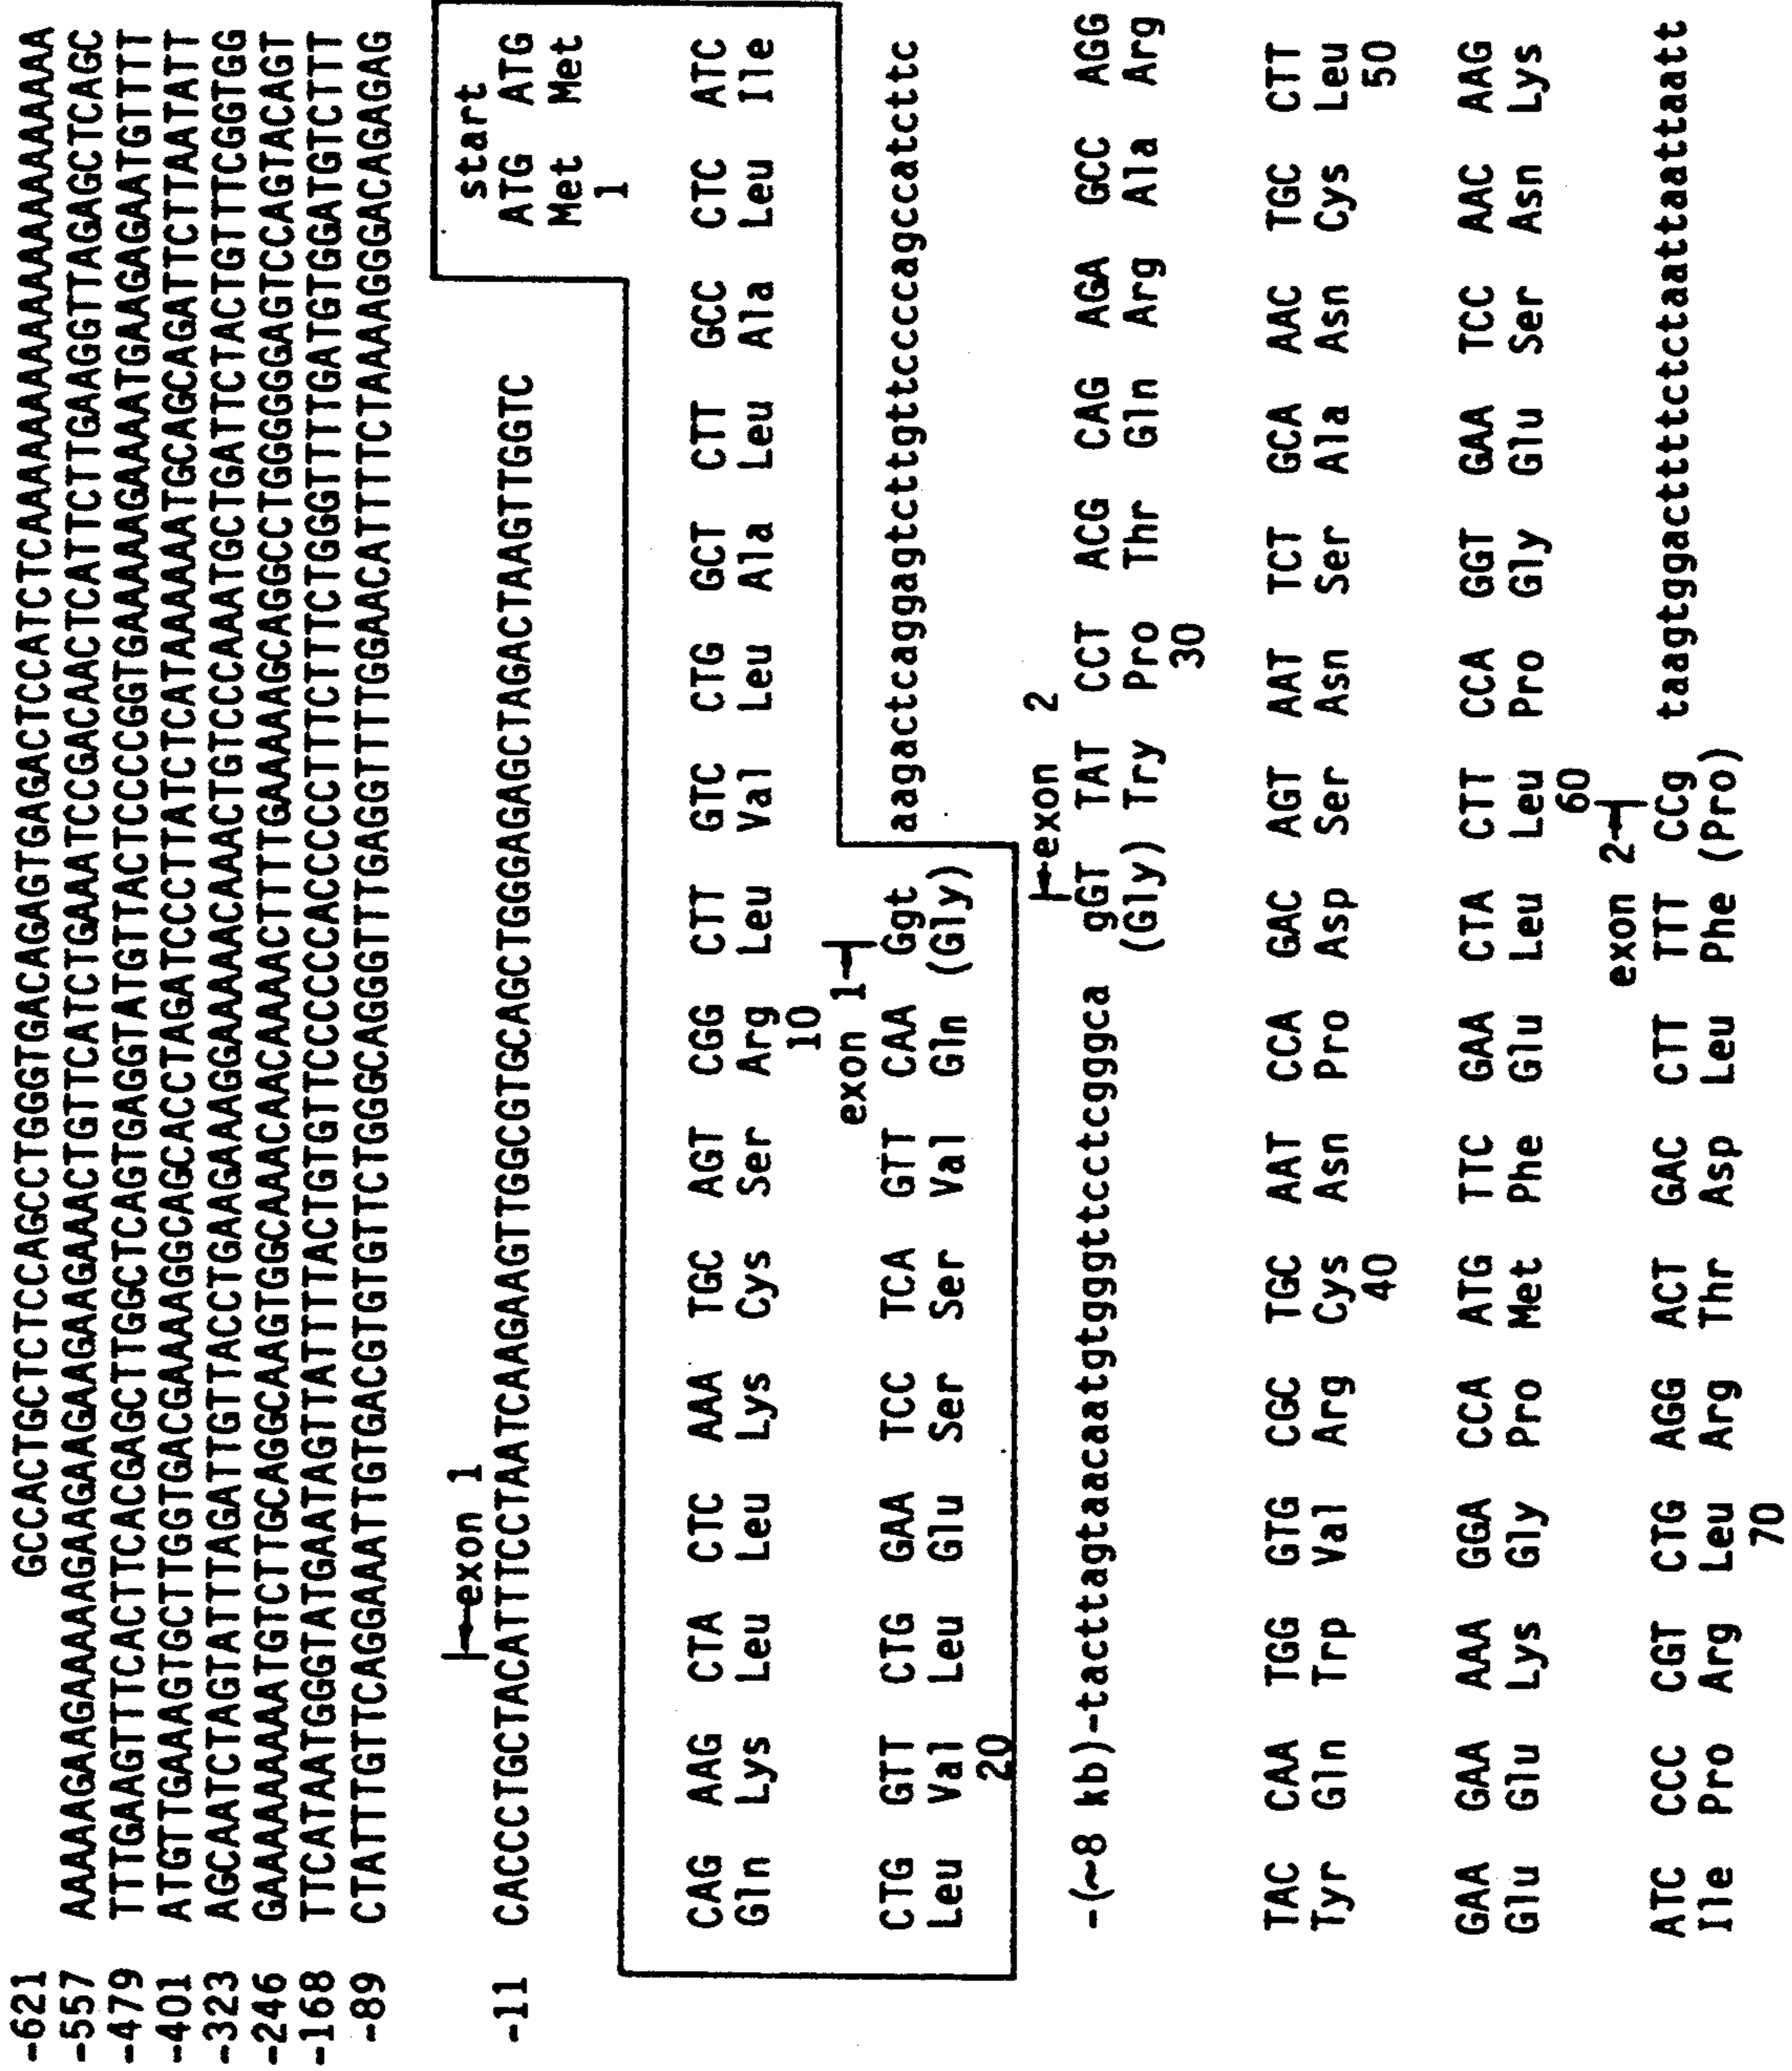 -621 GCCACTGCTCTCCAGCCTGGGTGACAGAGTGAGACTCCATCTCAAAAAAAAAAAAAAAAAAAAA
-557 AAAAGAAGAAAAAGAAGAAGAAGAAGAGAAACTGTTCATCTGAAATCCGACAACTCATTCTTGAAGGTTAGAGCTCAGC
-479 TTTGAAGTTTCACTTCACGAGCTTGGCTCAGTGAGGTATGTTACTCCCCGGTGAAAAAGAAATGAAGAGAATGTTTT
-401 ATGTTGAAAGTGCTTGGTGACGAAAAGGCAGCACCTAGATCCCTTATCTCATAAAAAATGCAGCAGATTCTTAATATT
-323 AGCAATCTAGTATTTAGATTGTTACCTGAAGAAAGGAAAAACAAACTGTCCCAAATGCTGATTCTACTGTTTCGGTGG
-246 GAAAAAAAATGTCTTGCAGGCAAGTGGCAAACAACAAAACTTTTGAAAAAGCAGGCCTGGGGGGAGTCCAGTACAGT
-168 TTCATAATGGGTATGAATAGTTATTTTACTGTGTTCCCCCCACCCCCTTTCTTTCTGGGTTTTGATGTGGATGTCTTT
-89 CTATTTGTTCAGGAAATTGTGACGTGTGTGTTCTGGGCAGGGTTTGAGGTTTTGGAACATTTTCTAAAAGGGACAGAGAG
exon 1
start
-11 CACCCTGCTACATTTCCTAATCAAGAAGTTGGCGTGCAGCTGGGAGAGCTAGACTAAGTTGGTC ATG ATG
Met Met
1
CAG AAG CTA CTC AAA TGC AGT CGG CTT GTC CTG GCT CTT GCC CTC ATC
Gln Lys Leu Leu Lys Cys Ser Arg Leu Val Leu Ala Leu Ala Leu Ile
10
exon 1
CTG GTT CTG GAA TCC TCA GTT CAA Ggt aagactcaggagtcttgttccccagccatcttc
Leu Val Leu Glu Ser Ser Val Gln (Gly)
20
exon 2
-(~8 kb)-tacttagtaacaatgtgggttcctcgggca gGT TAT CCT ACG CAG AGA GCC AGG
(Gly) Try Pro Thr Gln Arg Ala Arg
30
TAC CAA TGG GTG CGC TGC AAT CCA GAC AGT AAT TCT GCA AAC TGC CTT
Tyr Gln Trp Val Arg Cys Asn Pro Asp Ser Asn Ser Ala Asn Cys Leu
40 50
GAA GAA AAA GGA CCA ATG TTC GAA CTA CTT CCA GGT GAA TCC AAC AAG
Glu Glu Lys Gly Pro Met Phe Glu Leu Leu Pro Gly Glu Ser Asn Lys
60
exon 2
ATC CCC CGT CTG AGG ACT GAC CTT TTT CCg taagtggacttttctcctaattaattaatt
Ile Pro Arg Leu Arg Thr Asp Leu Phe (Pro)
70